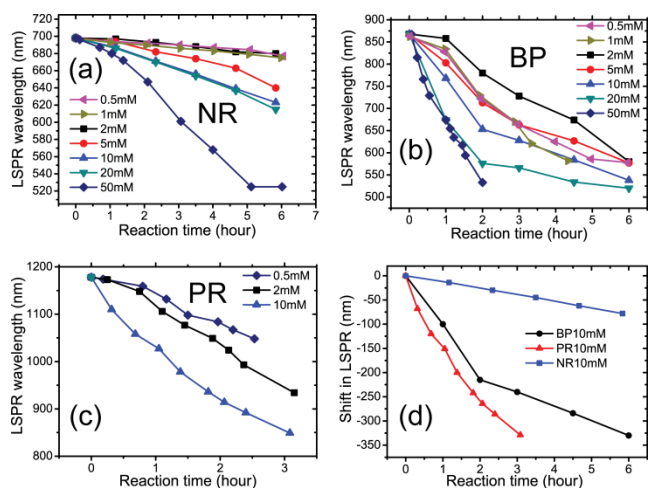 LSPR wavelength (nm)
700
680
660
640
620
600
580
560
540
520
(a)
NR
0.5mM
1mM
2mM
5mM
10mM
20mM
50mM
0 1 2 3 4 5 6 7
Reaction time (hour)
LSPR wavelength (nm)
900
850
800
750
700
650
600
550
500
(b)
BP
0.5mM
1mM
2mM
5mM
10mM
20mM
50mM
0 1 2 3 4 5 6
Reaction time (hour)
LSPR wavelength (nm)
1200
1100
1000
900
800
(c)
PR
0.5mM
2mM
10mM
0 1 2 3
Reaction time (hour)
Shift in LSPR (nm)
0
-50
-100
-150
-200
-250
-300
-350
(d)
BP10mM
PR10mM
NR10mM
0 1 2 3 4 5 6
Reaction time (hour)